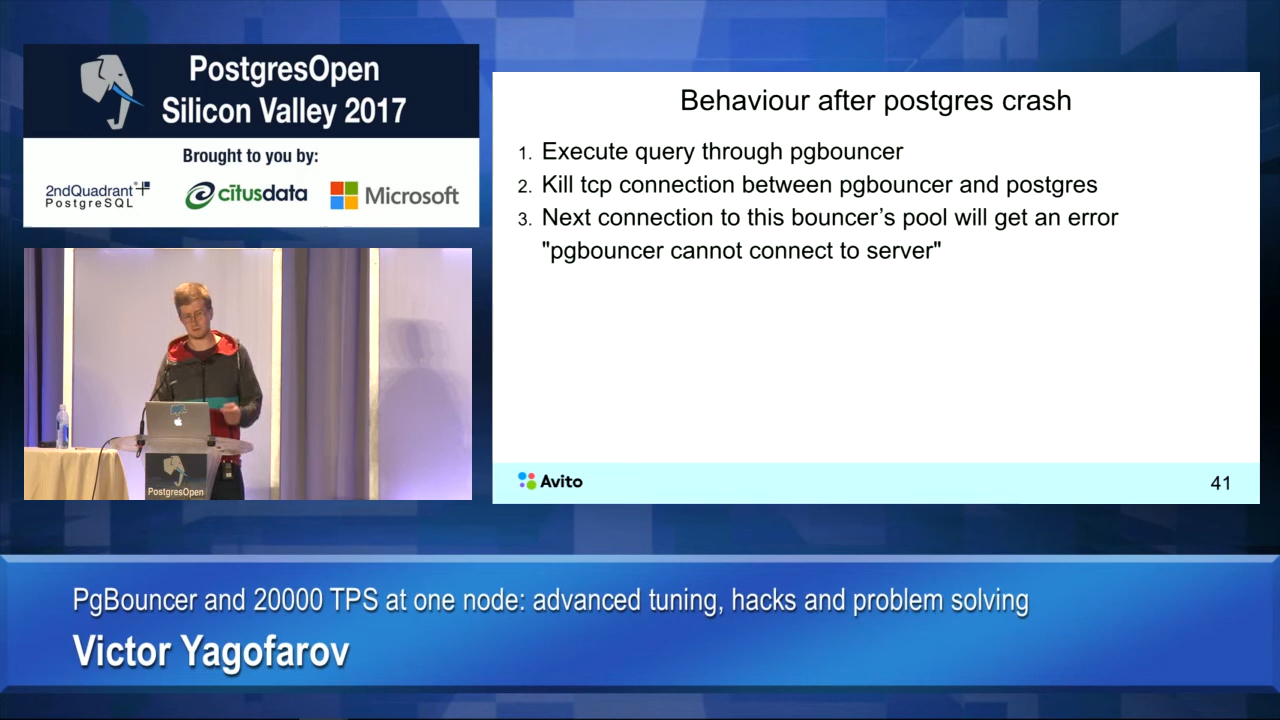 PostgresOpen
Silicon Valley 2017
Brought to you by:
2ndQuadrant
PostgreSQL
citusdata
Microsoft
PostgresOpen
Behaviour after postgres crash
1. Execute query through pgbouncer
2. Kill tcp connection between pgbouncer and postgres
3. Next connection to this bouncer’s pool will get an error
"pgbouncer cannot connect to server"
Avito
41
PgBouncer and 20000 TPS at one node: advanced tuning, hacks and problem solving
Victor Yagofarov